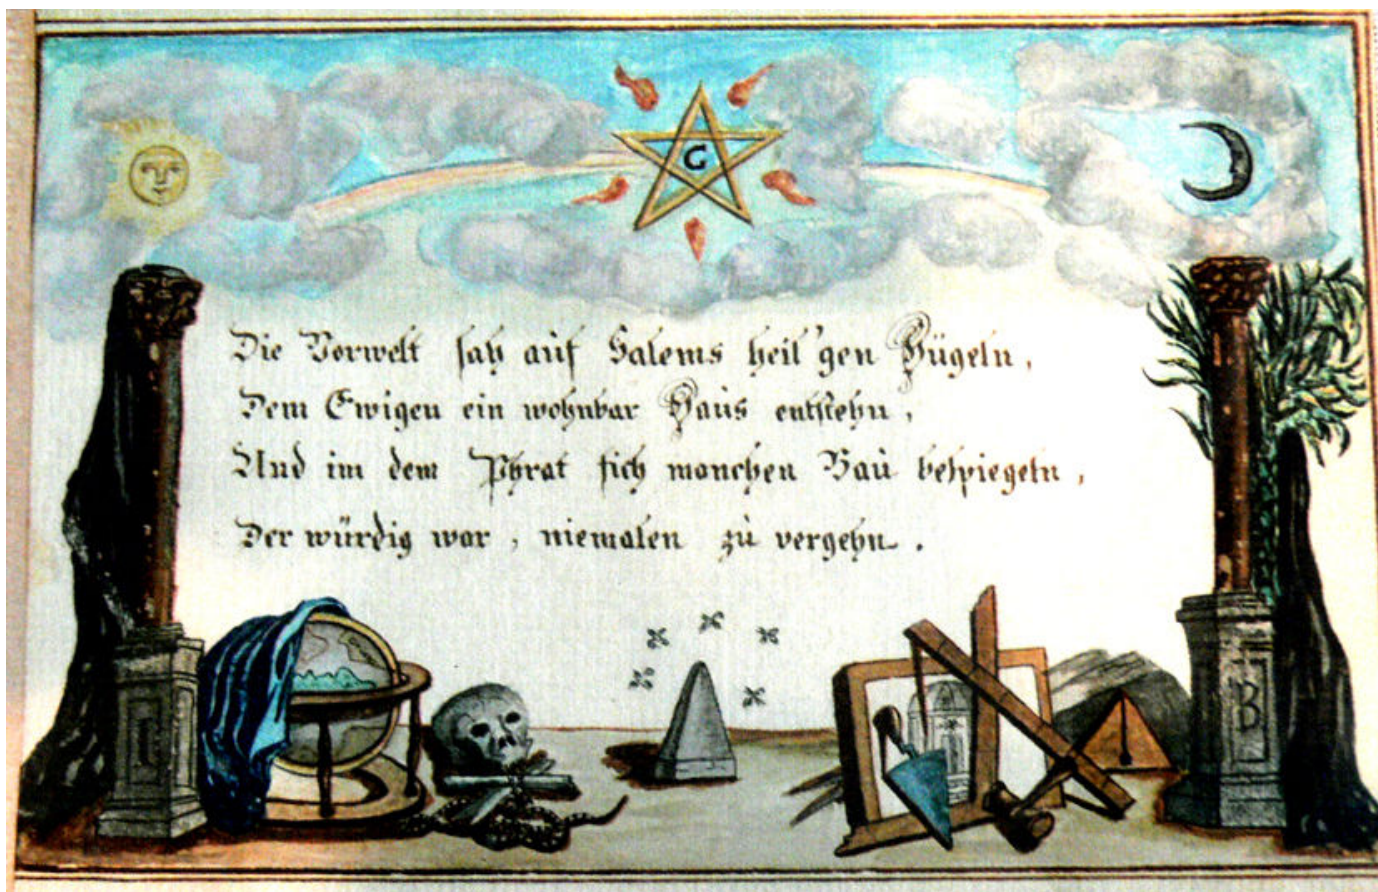 G
Die Vorwelt sah auf Salems heil'gen Hügeln,
Dem Ewigen ein wohnbar Haus entstehn,
Und im dem Phrat sich manchen Bau bespiegeln,
Der würdig war, niemalen zu vergehn.
I
B